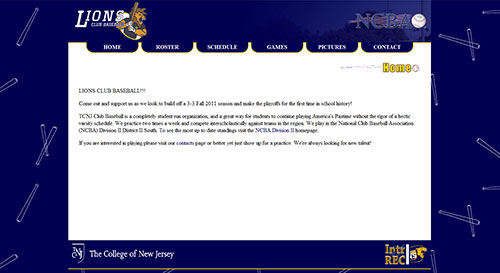 LIONS
CLUB BASEBALL
NCBA
HOME ROSTER SCHEDULE GAMES PICTURES CONTACT
Home
LIONS CLUB BASEBALL!!!
Come out and support us as we look to build off a 3-3 Fall 2011 season and make the playoffs for the first time in school history!
TCNJ Club Baseball is a completely student run organization, and a great way for students to continue playing America's Pastime without the rigor of a hectic
varsity schedule. We practice two times a week and compete interscholastically against teams in the region. We play in the National Club Baseball Association
(NCBA) Division II District II South. To see the most up to date standings visit the NCBA Division II homepage.
If you are interested in playing please visit our contacts page or better yet just show up for a practice. We're always looking for new talent!
The College of New Jersey
Intr
REC